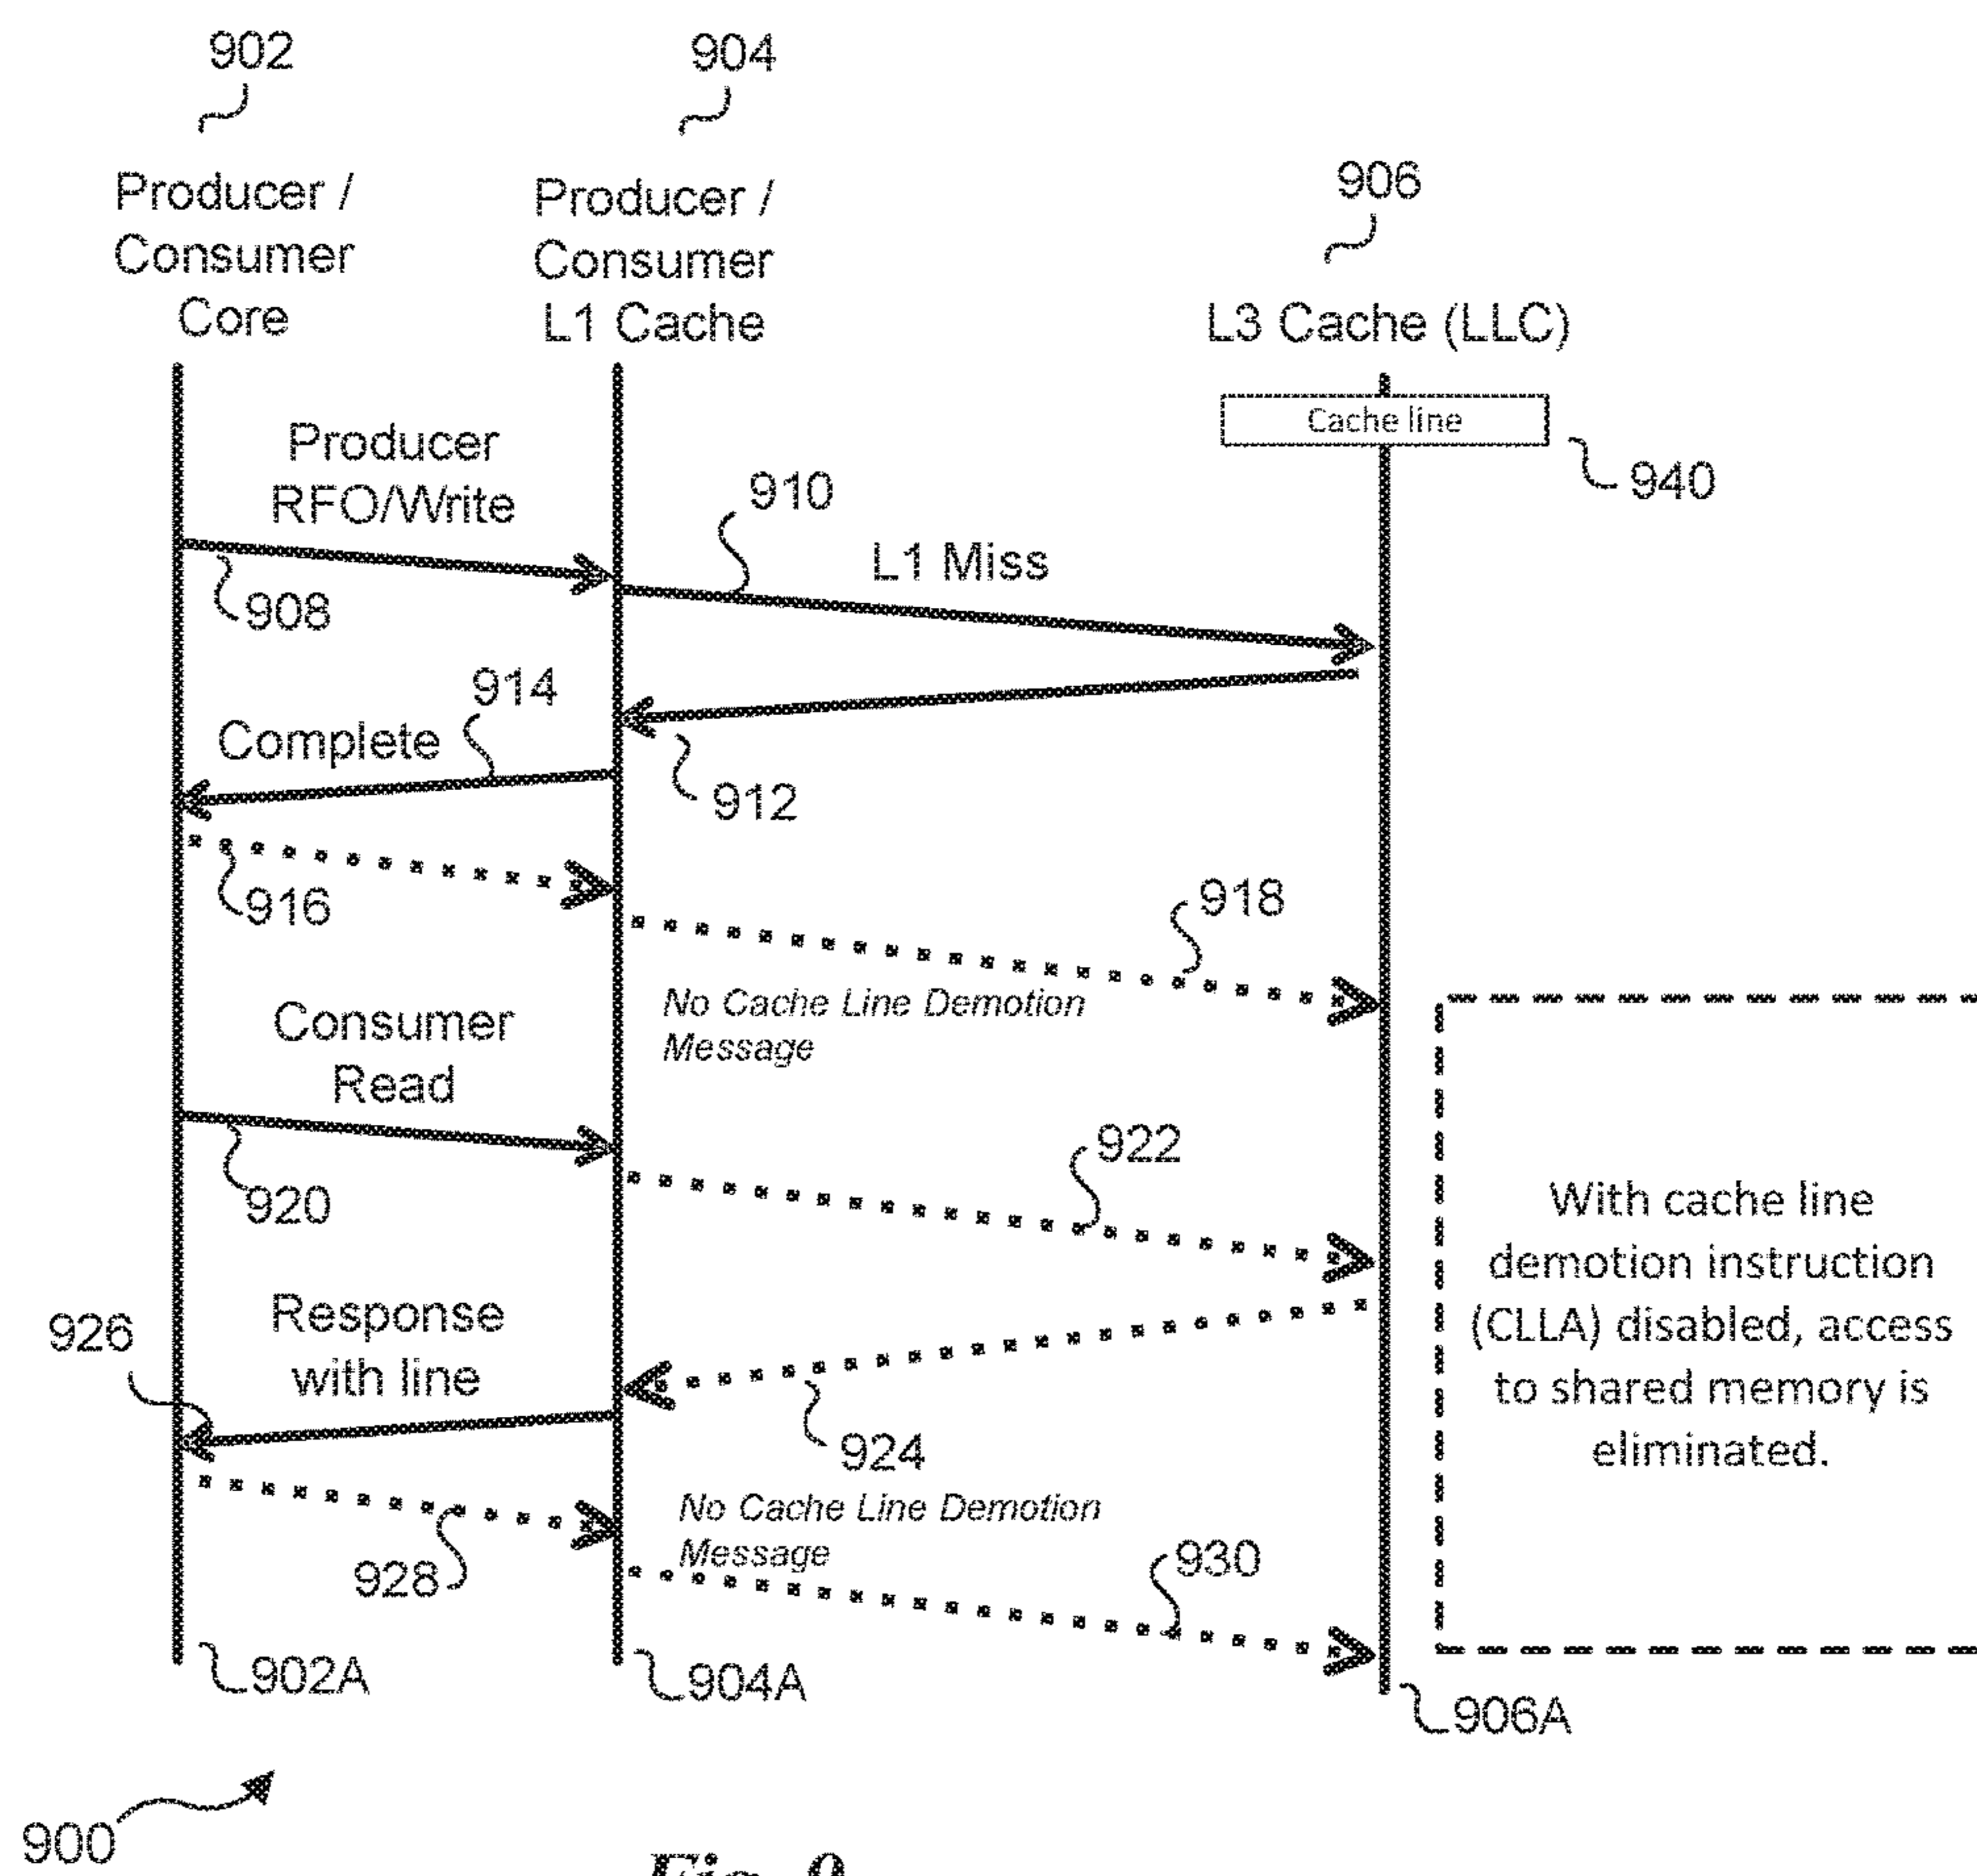 902
904
906
Producer /
Consumer
Core
Producer /
Consumer
L1 Cache
L3 Cache (LLC)
Cache line
940
Producer
RFO/Write
910
L1 Miss
908
914
Complete
912
916
918
No Cache Line Demotion
Message
Consumer
Read
920
922
With cache line
demotion instruction
(CLLA) disabled, access
to shared memory is
eliminated.
Response
with line
926
924
No Cache Line Demotion
Message
928
930
902A
904A
906A
900
Fig. 9